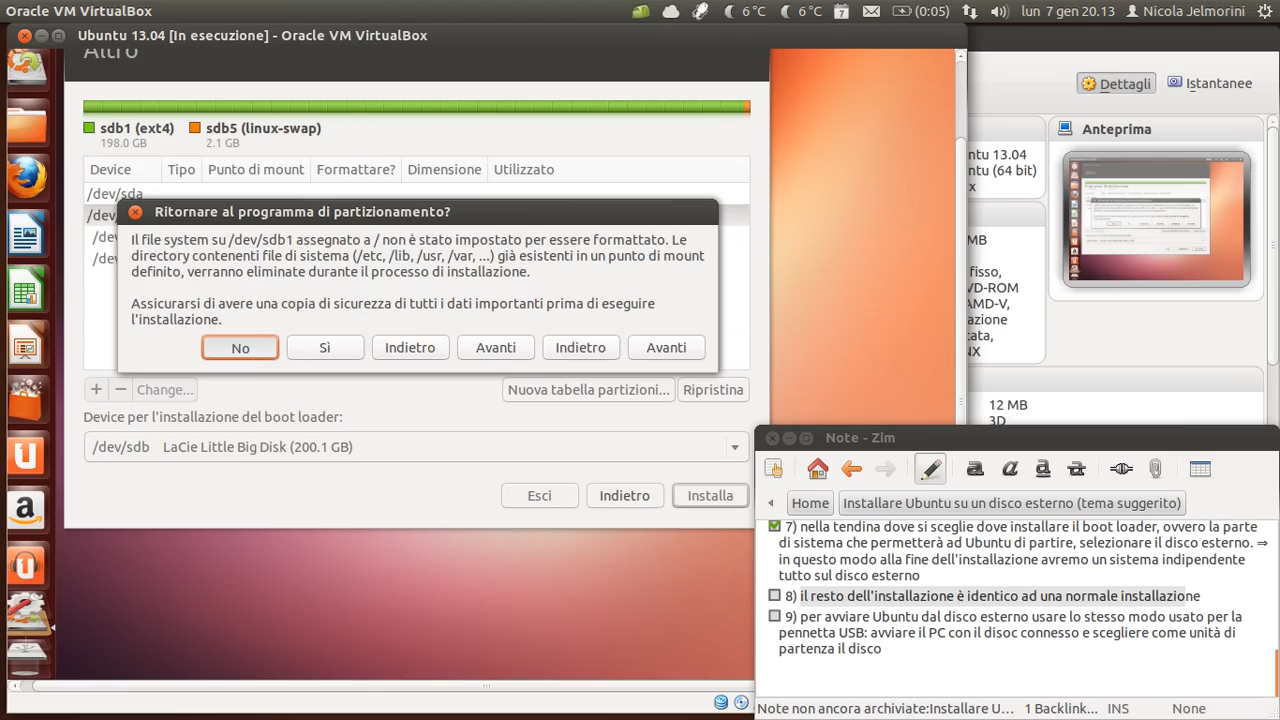 Oracle VM VirtualBox
6 °C
6 °C
7
(0:05)
lun 7 gen 20.13
Nicola Jelmorini
Ubuntu 13.04 [In esecuzione] - Oracle VM VirtualBox
Altro
sdb1 (ext4)
198.0 GB
sdb5 (linux-swap)
2.1 GB
Device Tipo Punto di mount Formattare? Dimensione Utilizzato
/dev/sda
/dev/
/dev
/dev
Ritornare al programma di partizionamento?
Il file system su /dev/sdb1 assegnato a / non è stato impostato per essere formattato. Le
directory contenenti file di sistema (/etc, /lib, /usr, /var, ...) già esistenti in un punto di mount
definito, verranno eliminate durante il processo di installazione.
Assicurarsi di avere una copia di sicurezza di tutti i dati importanti prima di eseguire
l'installazione.
No Sì Indietro Avanti Indietro Avanti
+ − Change... Nuova tabella partizioni... Ripristina
Device per l'installazione del boot loader:
/dev/sdb LaCie Little Big Disk (200.1 GB)
Esci Indietro Installa
Dettagli Istantanee
ntu 13.04
untu (64 bit)
x
Anteprima
MB
fisso,
VD-ROM
AMD-V,
azione
cata,
NX
12 MB
3D
Note - Zim
Home Installare Ubuntu su un disco esterno (tema suggerito)
7) nella tendina dove si sceglie dove installare il boot loader, ovvero la parte
di sistema che permetterà ad Ubuntu di partire, selezionare il disco esterno. ⇒
in questo modo alla fine dell'installazione avremo un sistema indipendente
tutto sul disco esterno
8) il resto dell'installazione è identico ad una normale installazione
9) per avviare Ubuntu dal disco esterno usare lo stesso modo usato per la
pennetta USB: avviare il PC con il disoc connesso e scegliere come unità di
partenza il disco
Note non ancora archiviate:Installare U... 1 Backlink... INS None